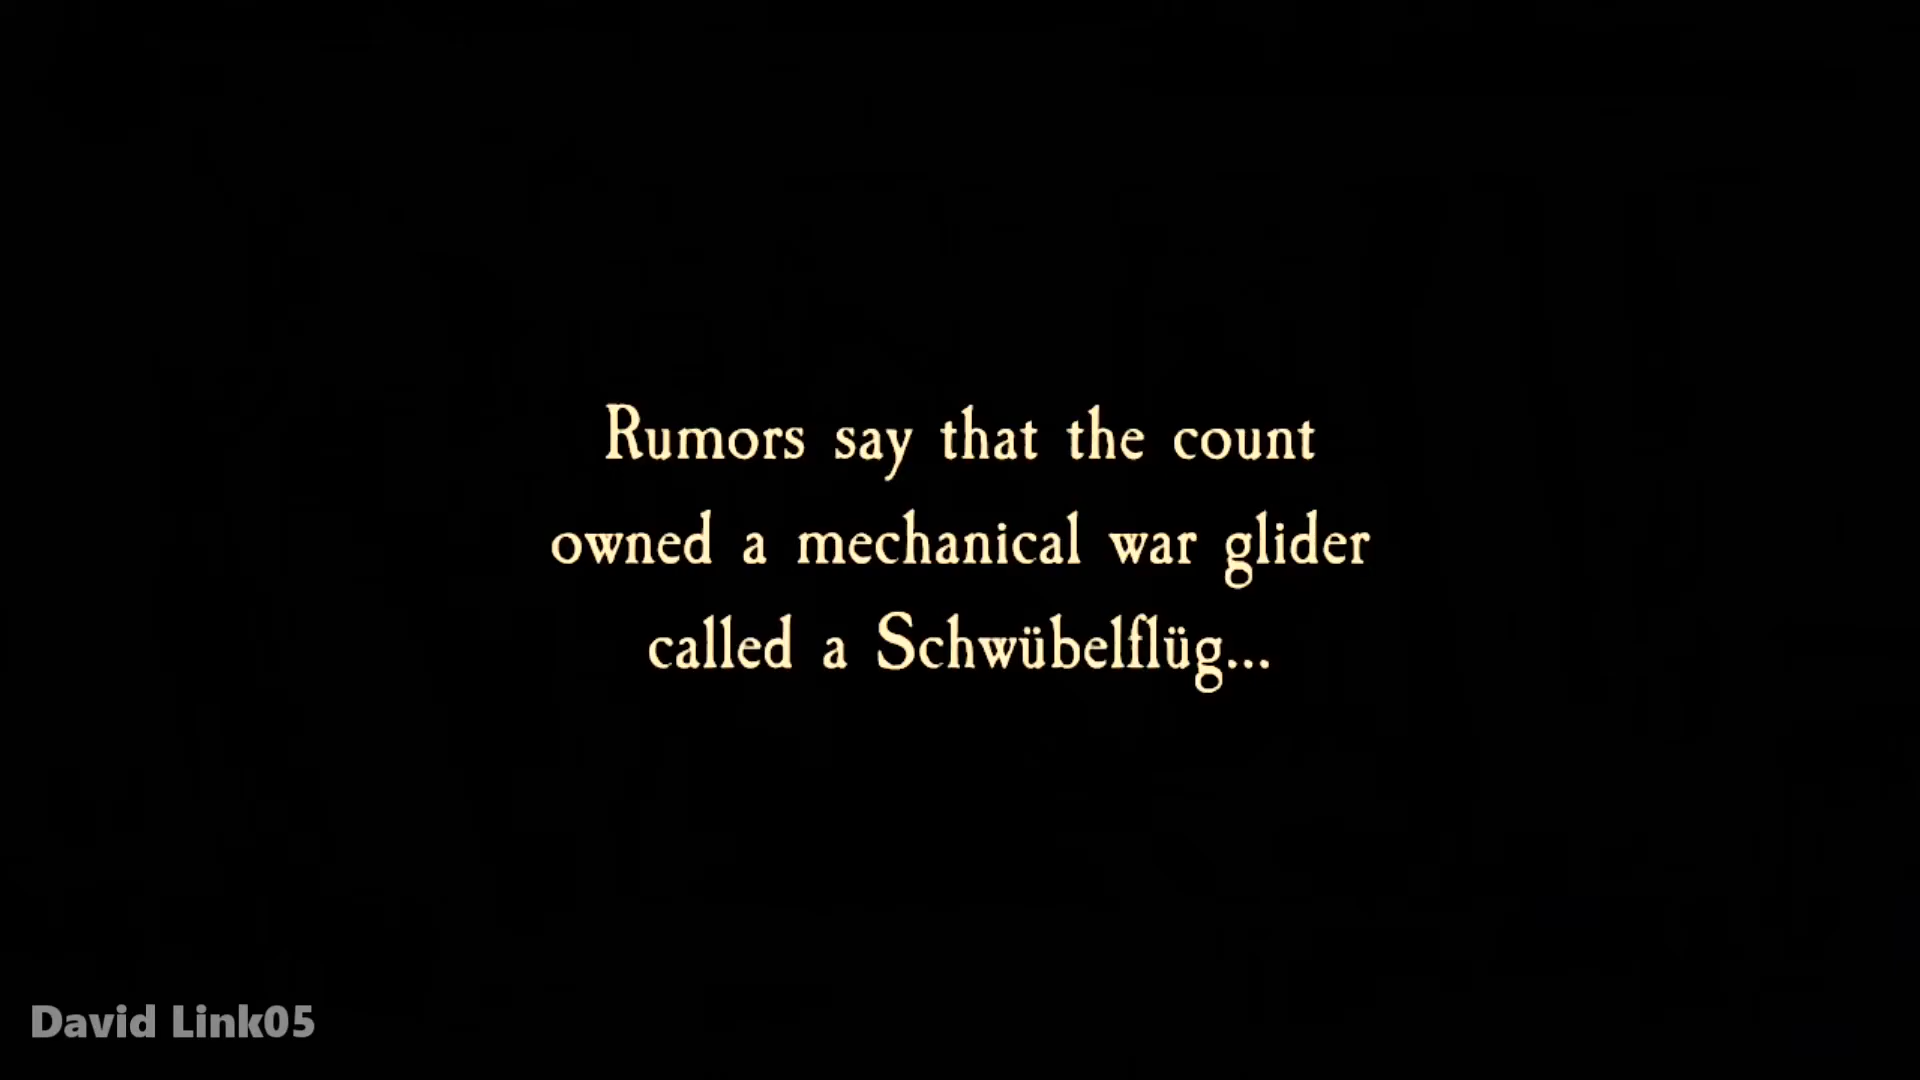 Rumors say that the count
owned a mechanical war glider
called a Schwübelflüg...
David Link05